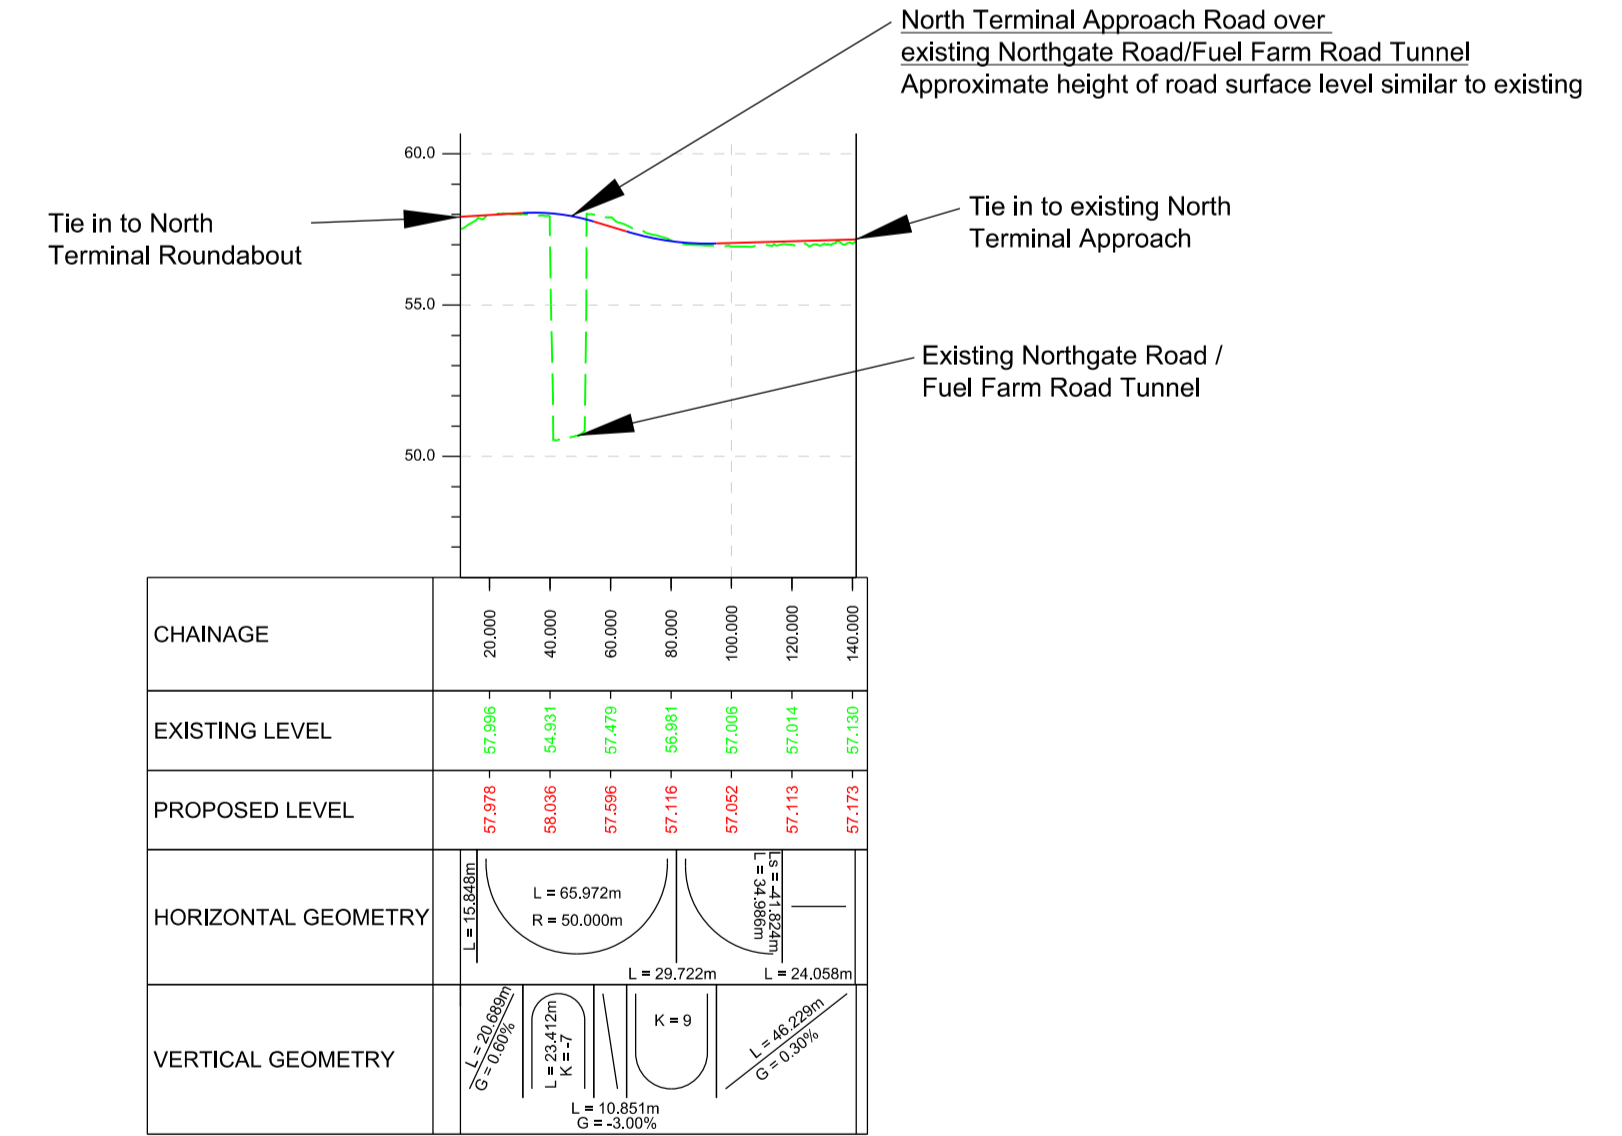 North Terminal Approach Road over
existing Northgate Road/Fuel Farm Road Tunnel
Approximate height of road surface level similar to existing
60.0
Tie in to North
Terminal Roundabout
Tie in to existing North
Terminal Approach
55.0
Existing Northgate Road /
Fuel Farm Road Tunnel
50.0
CHAINAGE
20.000
40.000
60.000
80.000
100.000
120.000
140.000
EXISTING LEVEL
57.996
54.931
57.479
56.981
57.006
57.014
57.130
PROPOSED LEVEL
57.978
58.036
57.596
57.116
57.052
57.113
57.173
HORIZONTAL GEOMETRY
L = 15.848m
L = 65.972m
R = 50.000m
L = 29.722m
Ls = -41.824m
L = 34.986m
L = 24.058m
VERTICAL GEOMETRY
L = 20.689m
G = 0.60%
L = 23.412m
K = -7
L = 10.851m
G = -3.00%
K = 9
L = 46.229m
G = 0.30%